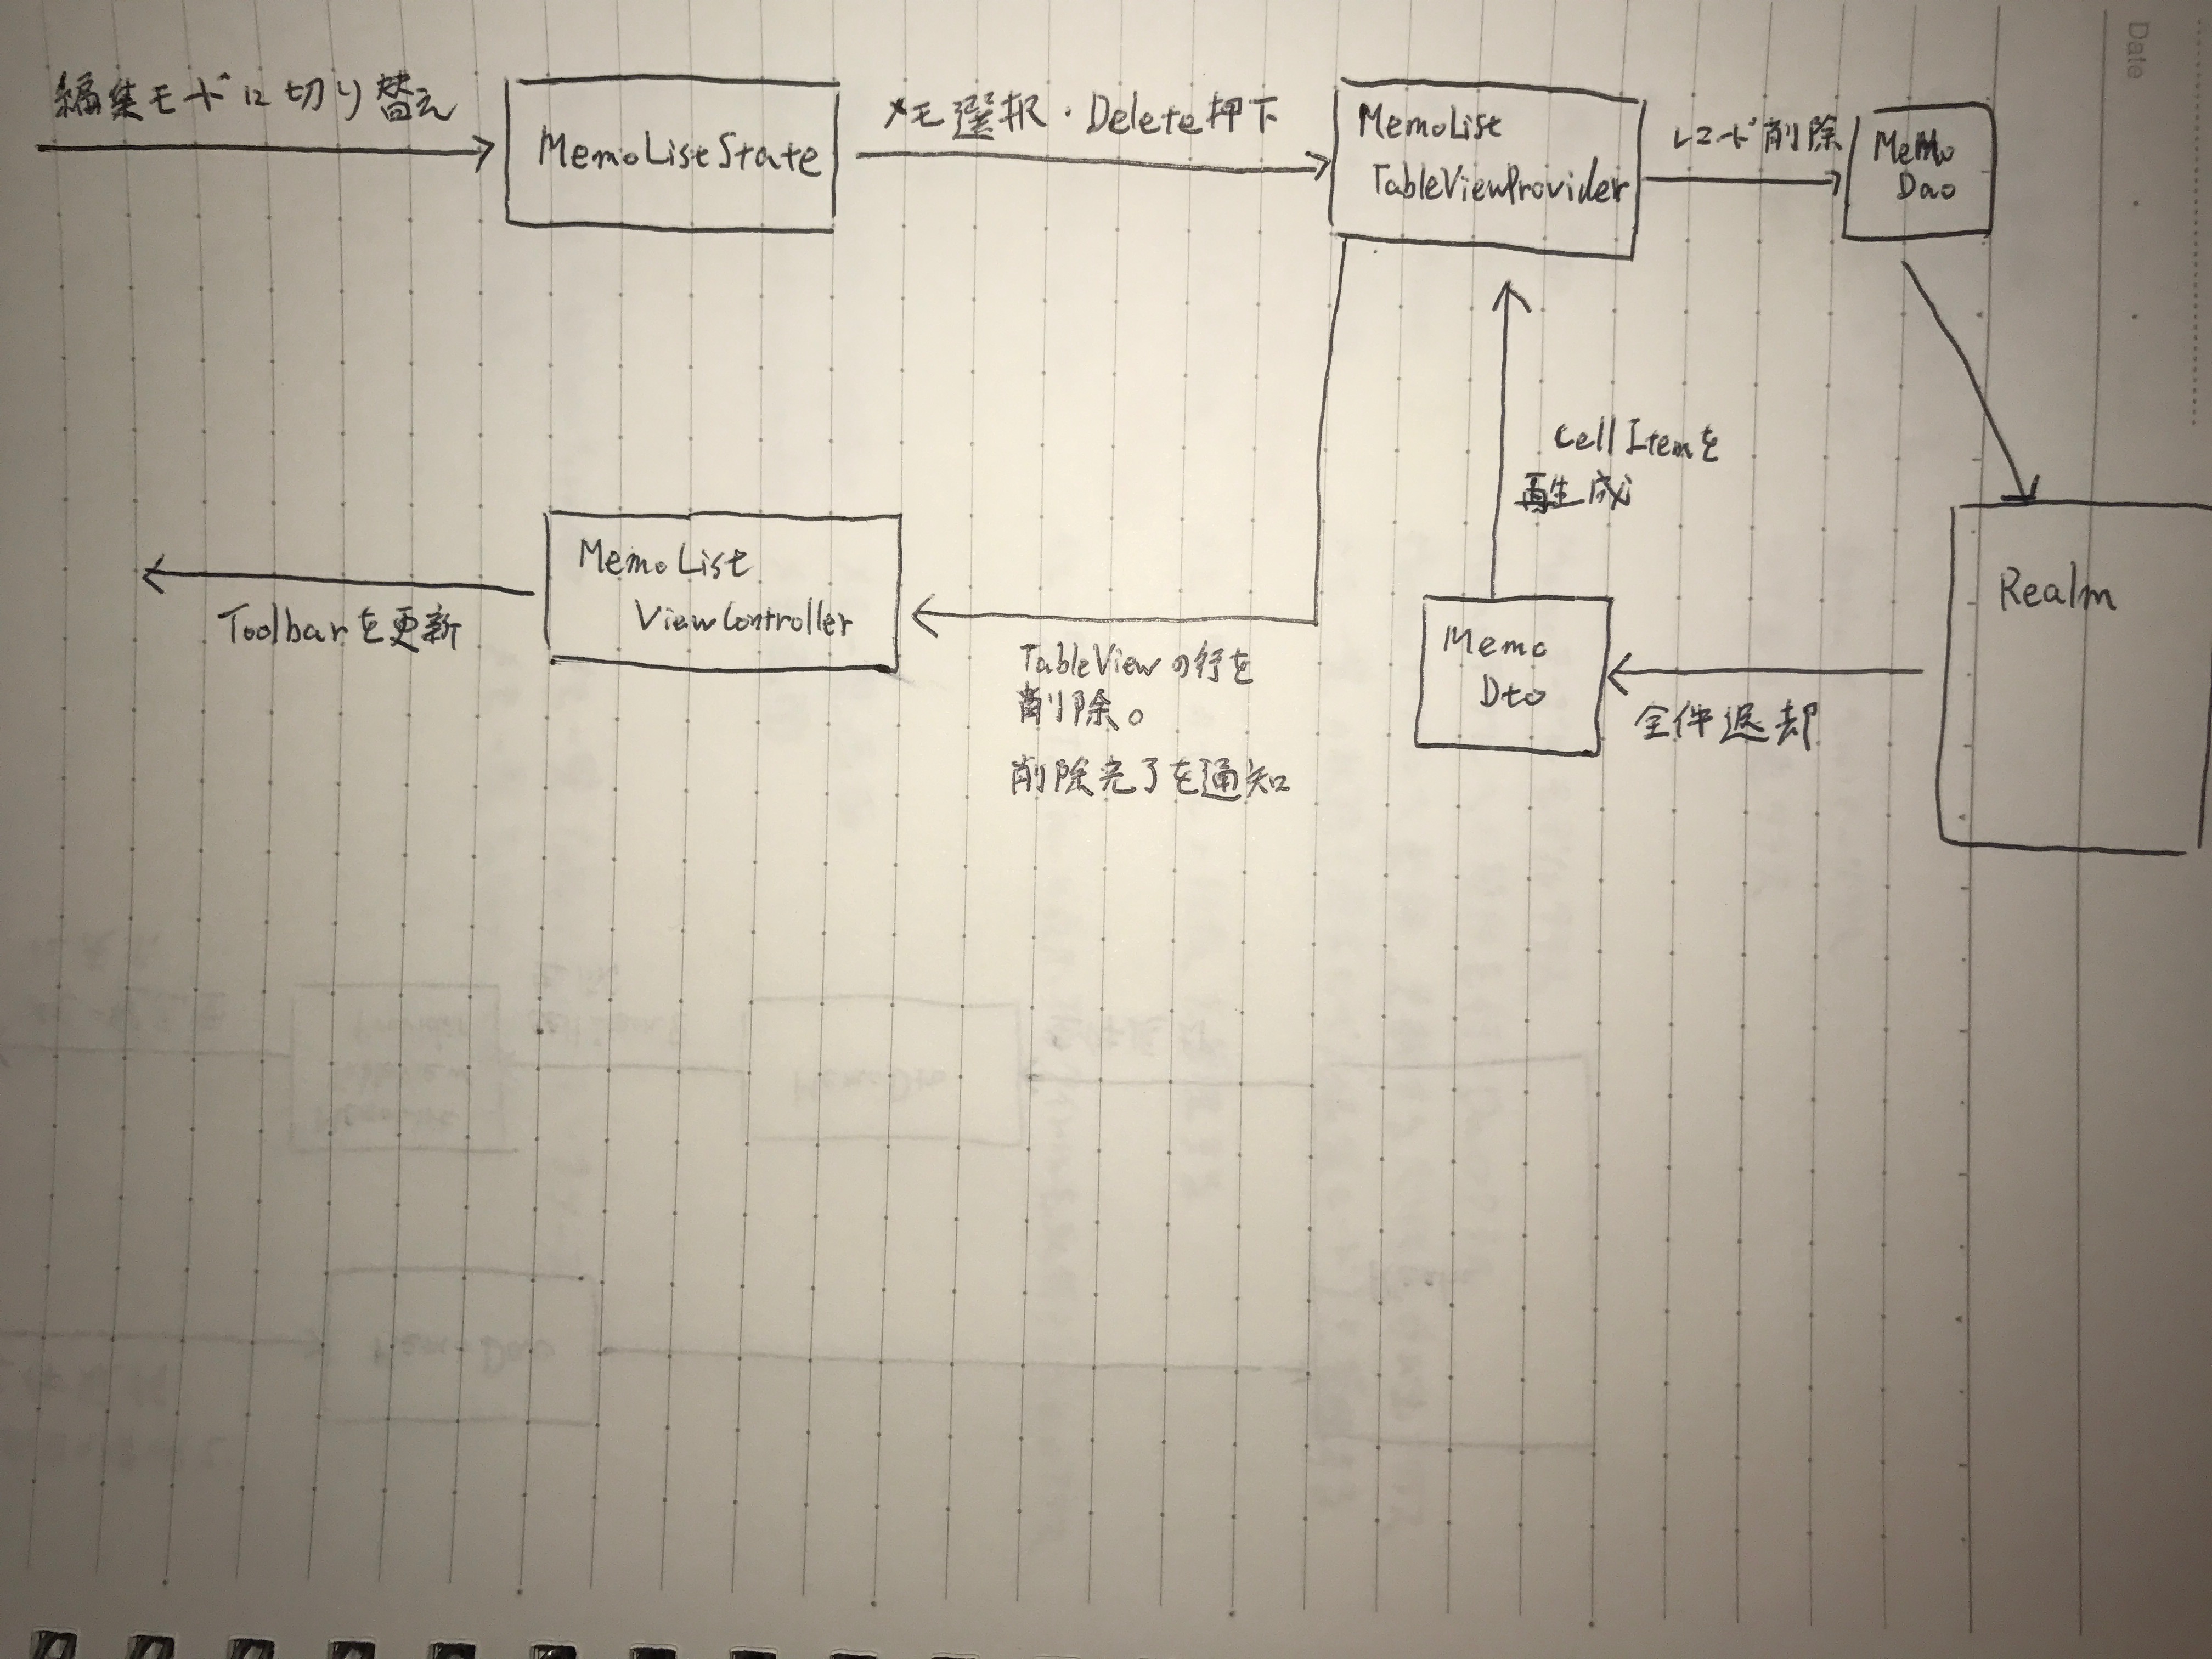 Date
編集モードに切り替え
MemoListState
メモ選択・Delete押下
MemoList
TableViewProvider
レコード削除
Memo
Dao
Cell Itemを
再生成
Realm
全件返却
Memo
Dto
TableViewの行を
削除。
削除完了を通知
MemoList
ViewController
Toolbarを更新